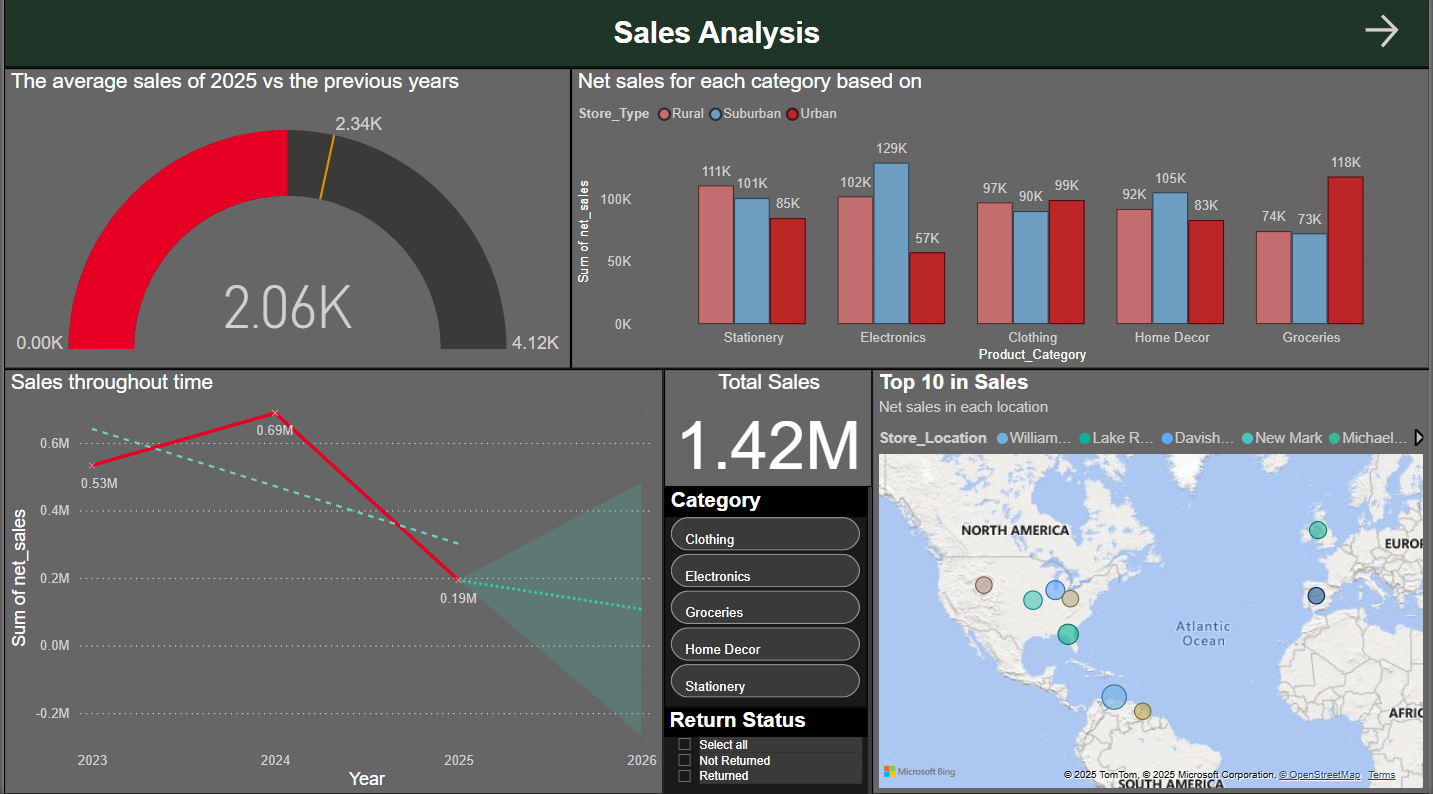 Sales Analysis
The average sales of 2025 vs the previous years
2.34K
2.06K
0.00K
4.12K
Net sales for each category based on
Store_Type Rural Suburban Urban
Sum of net_sales
100K
50K
0K
111K 101K 85K
102K 129K 57K
97K 90K 99K
92K 105K 83K
74K 73K 118K
Stationery Electronics Clothing Home Decor Groceries
Product_Category
Sales throughout time
Sum of net_sales
0.6M
0.4M
0.2M
0.0M
-0.2M
0.53M
0.69M
0.19M
2023 2024 2025 2026
Year
Total Sales
1.42M
Category
Clothing
Electronics
Groceries
Home Decor
Stationery
Return Status
Select all
Not Returned
Returned
Top 10 in Sales
Net sales in each location
Store_Location William... Lake R... Davish... New Mark Michael...
NORTH AMERICA
EUROP
Atlantic
Ocean
AFRIC
SOUTH AMERICA
Microsoft Bing
© 2025 TomTom, © 2025 Microsoft Corporation, © OpenStreetMap Terms